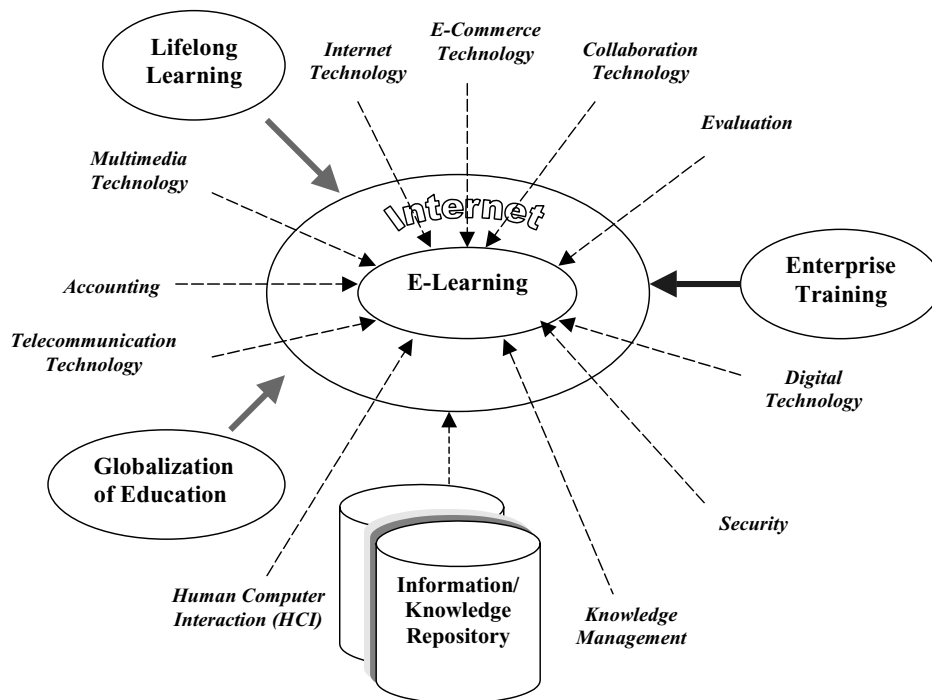 Lifelong
Learning
Internet
Technology
E-Commerce
Technology
Collaboration
Technology
Evaluation
Multimedia
Technology
Internet
E-Learning
Enterprise
Training
Accounting
Telecommunication
Technology
Digital
Technology
Globalization
of Education
Security
Human Computer
Interaction (HCI)
Information/
Knowledge
Repository
Knowledge
Management